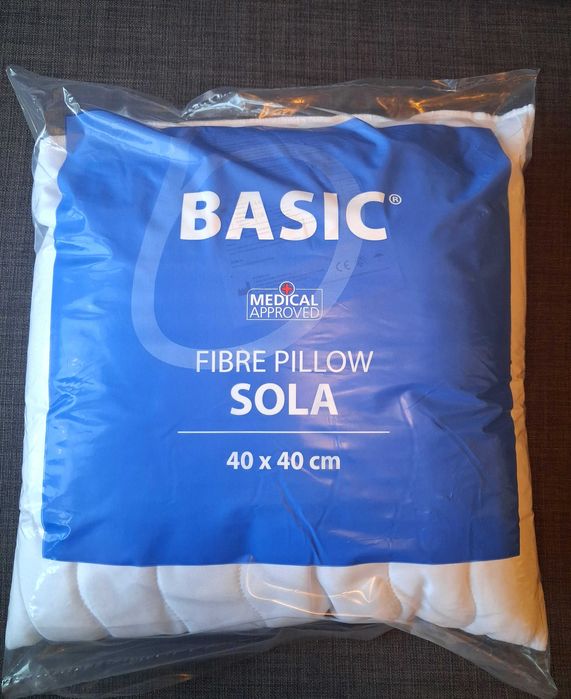 BASIC®
MEDICAL
APPROVED
FIBRE PILLOW
SOLA
40 x 40 cm